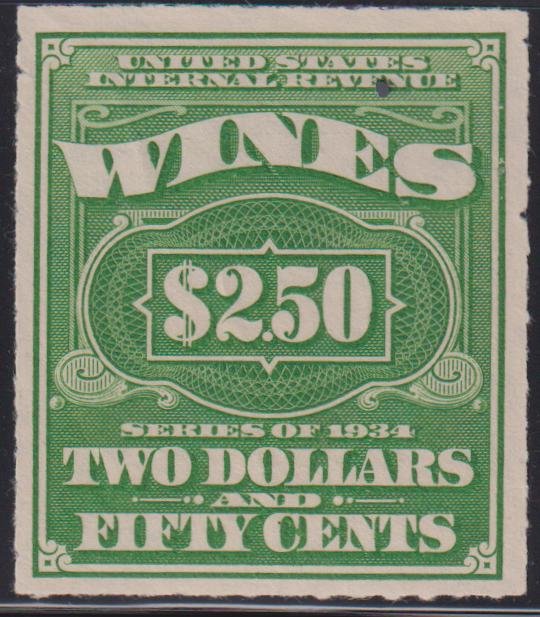 UNITED STATES
INTERNAL REVENUE
WINES
$2.50
SERIES OF 1934
TWO DOLLARS
AND
FIFTY CENTS